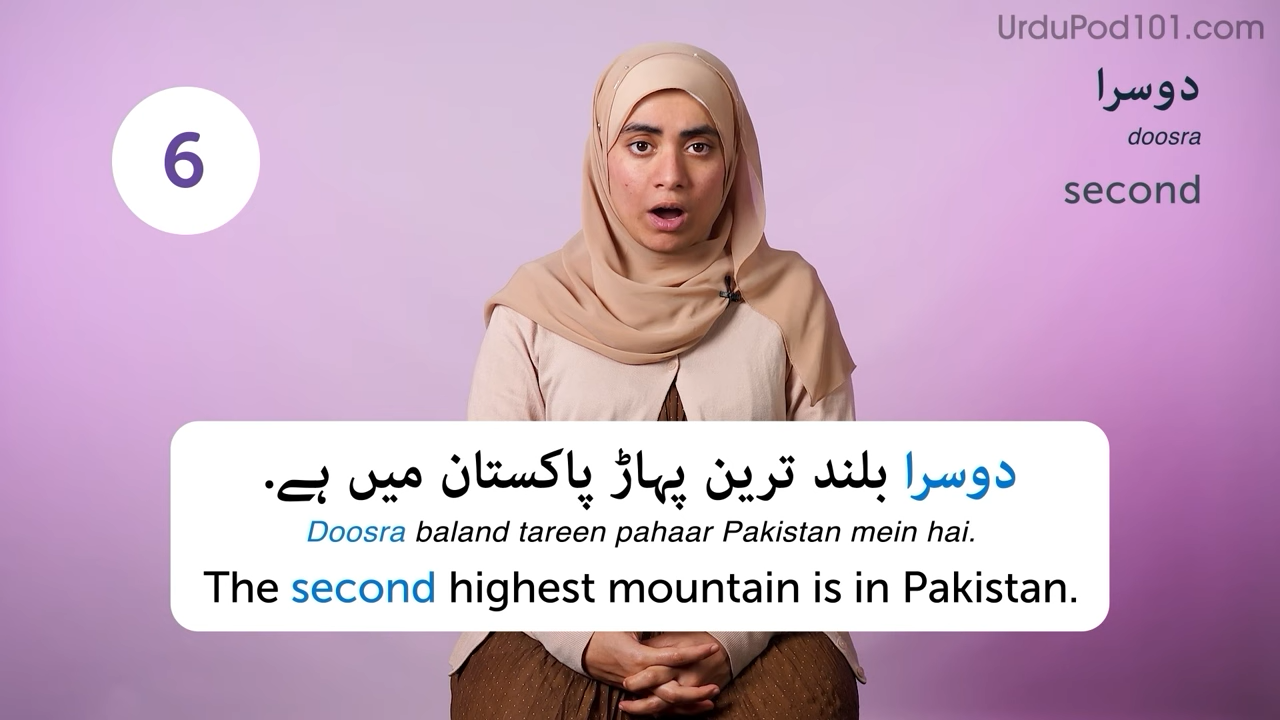 UrduPod101.com
6
دوسرا
doosra
second
دوسرا بلند ترین پہاڑ پاکستان میں ہے.
Doosra baland tareen pahaar Pakistan mein hai.
The second highest mountain is in Pakistan.